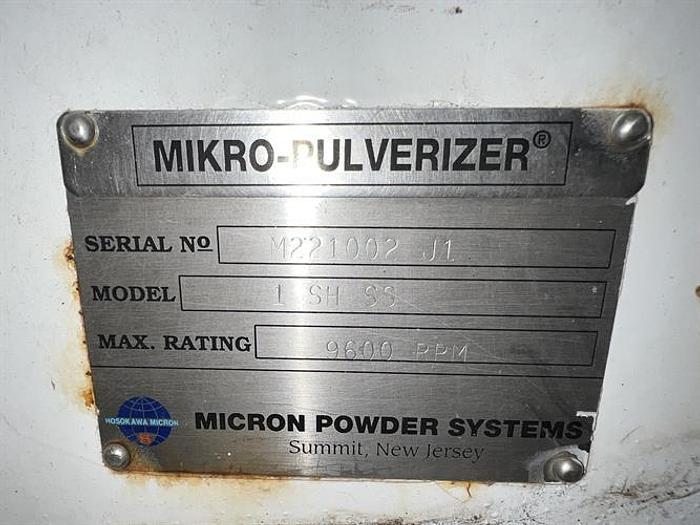 MIKRO-PULVERIZER®
SERIAL No M221002 J1
MODEL 1 SH SS
MAX. RATING 9600 RPM
HOSOKAWA MICRON
MICRON POWDER SYSTEMS
Summit, New Jersey